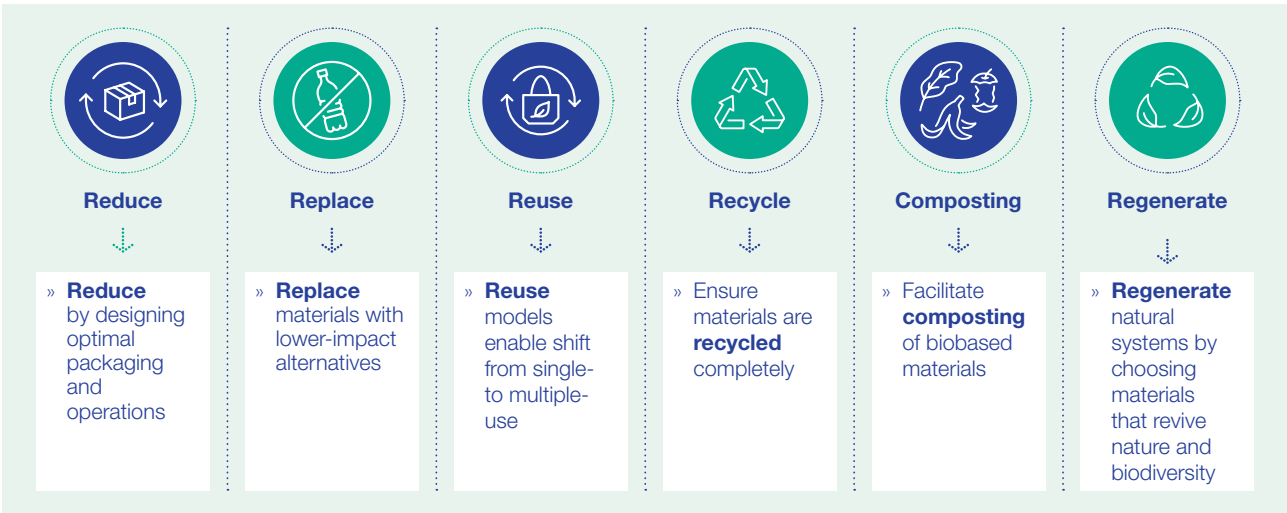 Reduce
» Reduce
by designing
optimal
packaging
and
operations
Replace
» Replace
materials with
lower-impact
alternatives
Reuse
» Reuse
models
enable shift
from single-
to multiple-
use
Recycle
» Ensure
materials are
recycled
completely
Composting
» Facilitate
composting
of biobased
materials
Regenerate
» Regenerate
natural
systems by
choosing
materials
that revive
nature and
biodiversity